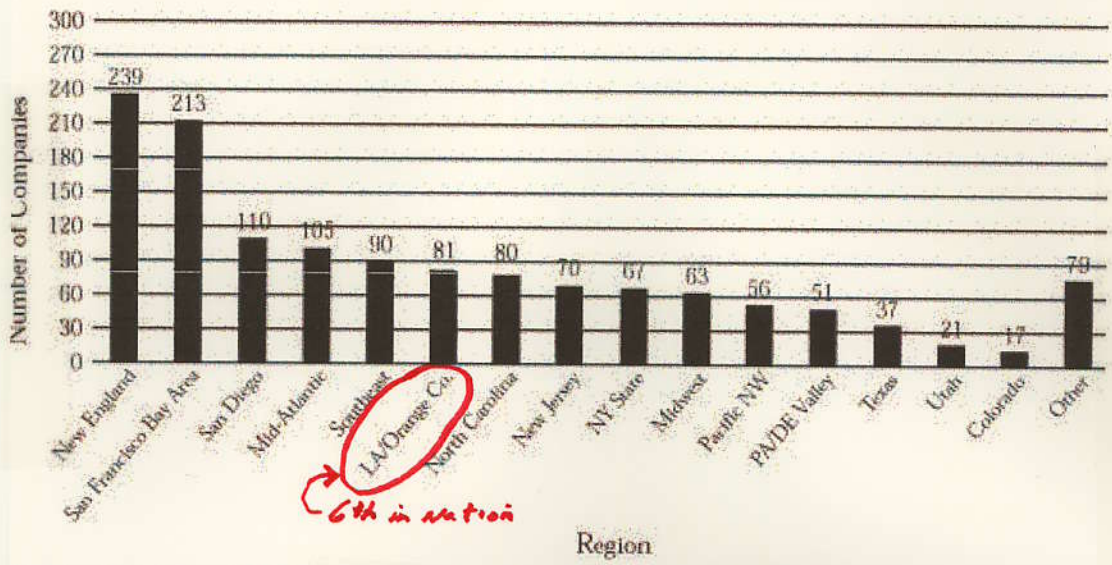 300
270
240
210
180
150
120
90
60
30
0
Number of Companies
239
213
110
105
90
81
80
70
67
63
56
51
37
21
17
79
New England
San Francisco Bay Area
San Diego
Mid-Atlantic
Southeast
LA/Orange Co.
North Carolina
New Jersey
NY State
Midwest
Pacific NW
PA/DE Valley
Texas
Utah
Colorado
Other
6th in nation
Region